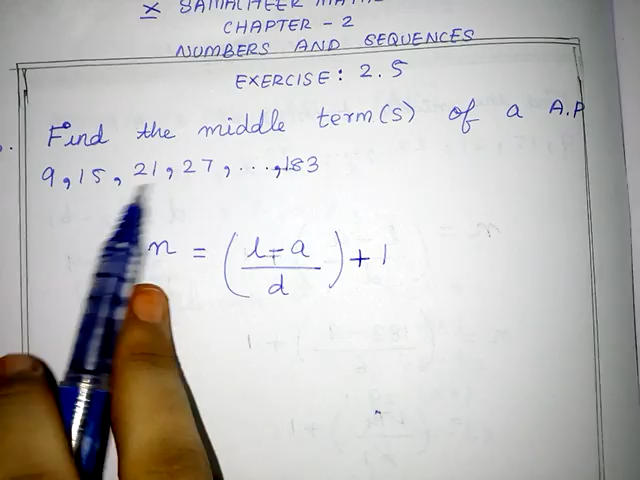 X SAMACHEER
CHAPTER - 2
NUMBERS AND SEQUENCES
EXERCISE: 2.5
Find the middle term(s) of a A.P
9, 15, 21, 27, ..., 183
n = (l-a/d) + 1